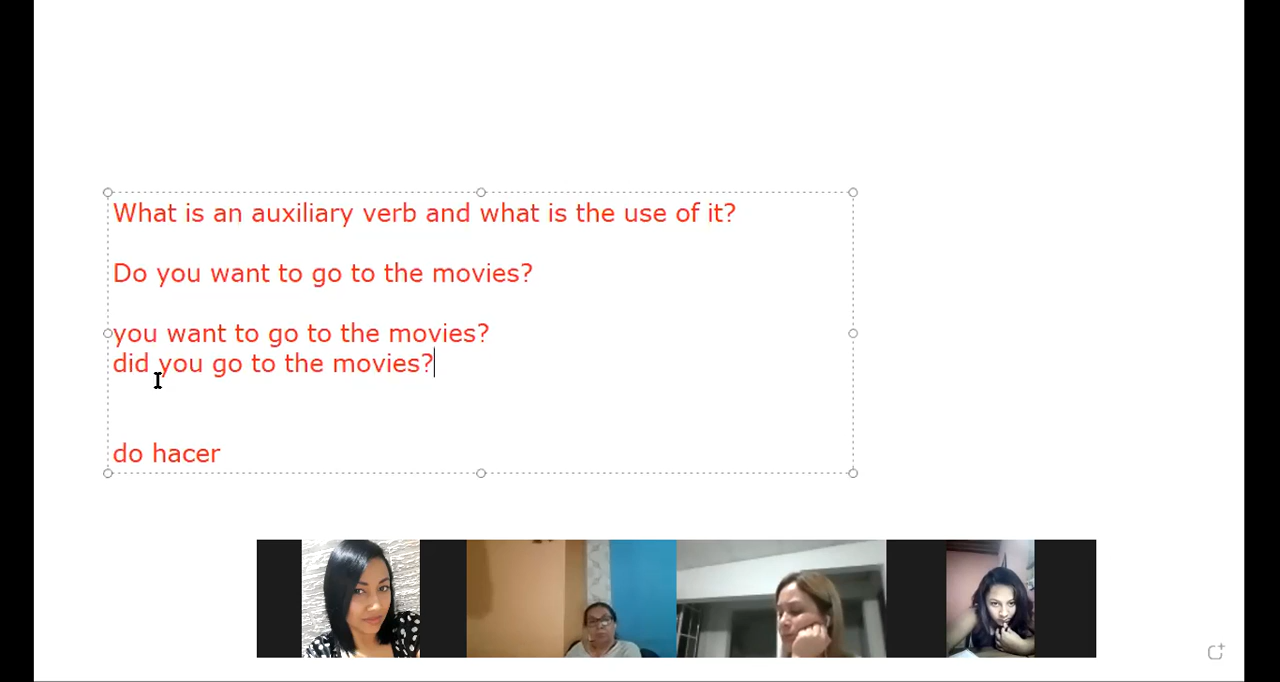 What is an auxiliary verb and what is the use of it?
Do you want to go to the movies?
you want to go to the movies?
did you go to the movies?
do hacer